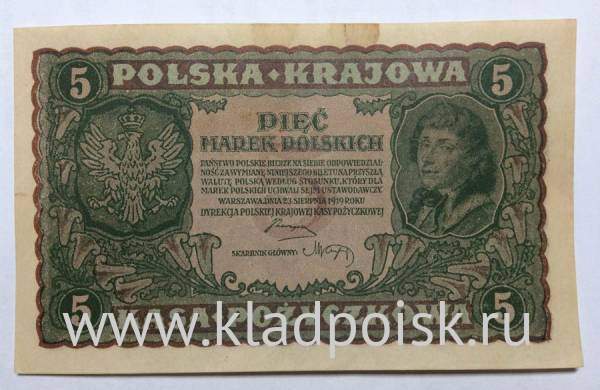 5 POLSKA·KRAJOWA 5
PIĘĆ
MAREK POLSKICH
PAŃSTWO POLSKIE BIERZE NA SIEBIE ODPOWIEDZIAL-
NOŚĆ ZA WYMIANĘ NINIEJSZEGO BILETU NA PRZYSZŁĄ
WALUTĘ POLSKĄ WEDŁUG STOSUNKU, KTÓRY DLA
MAREK POLSKICH UCHWALI SEJM USTAWODAWCZY.
WARSZAWA, DNIA 23 SIERPNIA 1919 ROKU
DYREKCJA POLSKIEJ KRAJOWEJ KASY POŻYCZKOWEJ
SKARBNIK GŁÓWNY:
5 KASA·POŻYCZKOWA 5
www.kladpoisk.ru